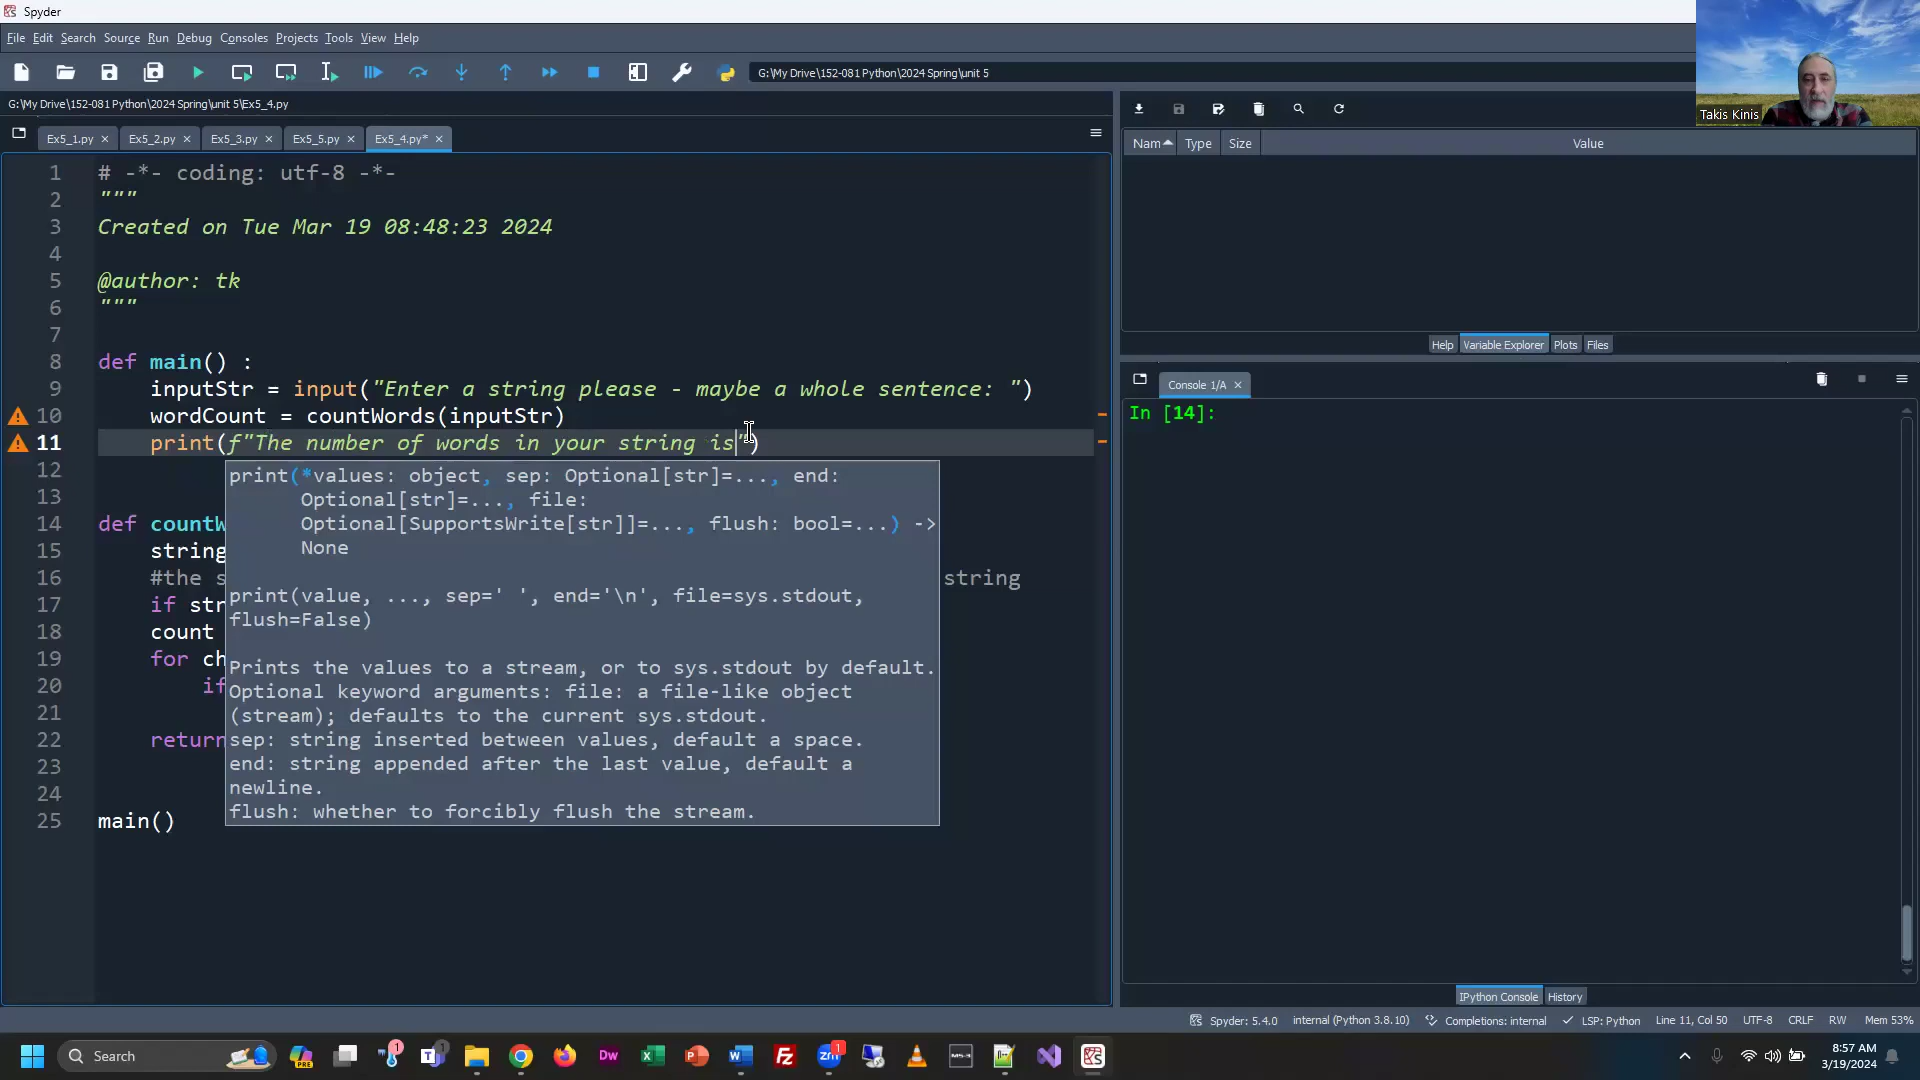 Spyder
File Edit Search Source Run Debug Consoles Projects Tools View Help
G:\My Drive\152-081 Python\2024 Spring\unit 5
G:\My Drive\152-081 Python\2024 Spring\unit 5\Ex5_4.py
Ex5_1.py Ex5_2.py Ex5_3.py Ex5_5.py Ex5_4.py*
1 # -*- coding: utf-8 -*-
2 """
3 Created on Tue Mar 19 08:48:23 2024
4
5 @author: tk
6 """
7
8 def main() :
9 inputStr = input("Enter a string please - maybe a whole sentence: ")
10 wordCount = countWords(inputStr)
11 print(f"The number of words in your string is")
12
13
14 def countW
15 string
16 #the s string
17 if str
18 count
19 for ch
20 if
21
22 return
23
24
25 main()
print(*values: object, sep: Optional[str]=..., end:
Optional[str]=..., file:
Optional[SupportsWrite[str]]=..., flush: bool=...) ->
None
print(value, ..., sep=' ', end='\n', file=sys.stdout,
flush=False)
Prints the values to a stream, or to sys.stdout by default.
Optional keyword arguments: file: a file-like object
(stream); defaults to the current sys.stdout.
sep: string inserted between values, default a space.
end: string appended after the last value, default a
newline.
flush: whether to forcibly flush the stream.
Takis Kinis
Nam Type Size Value
Help Variable Explorer Plots Files
Console 1/A
In [14]:
IPython Console History
Spyder: 5.4.0 internal (Python 3.8.10) Completions: internal LSP: Python Line 11, Col 50 UTF-8 CRLF RW Mem 53%
Search
PRE
1
1
Dw
1
8:57 AM
3/19/2024